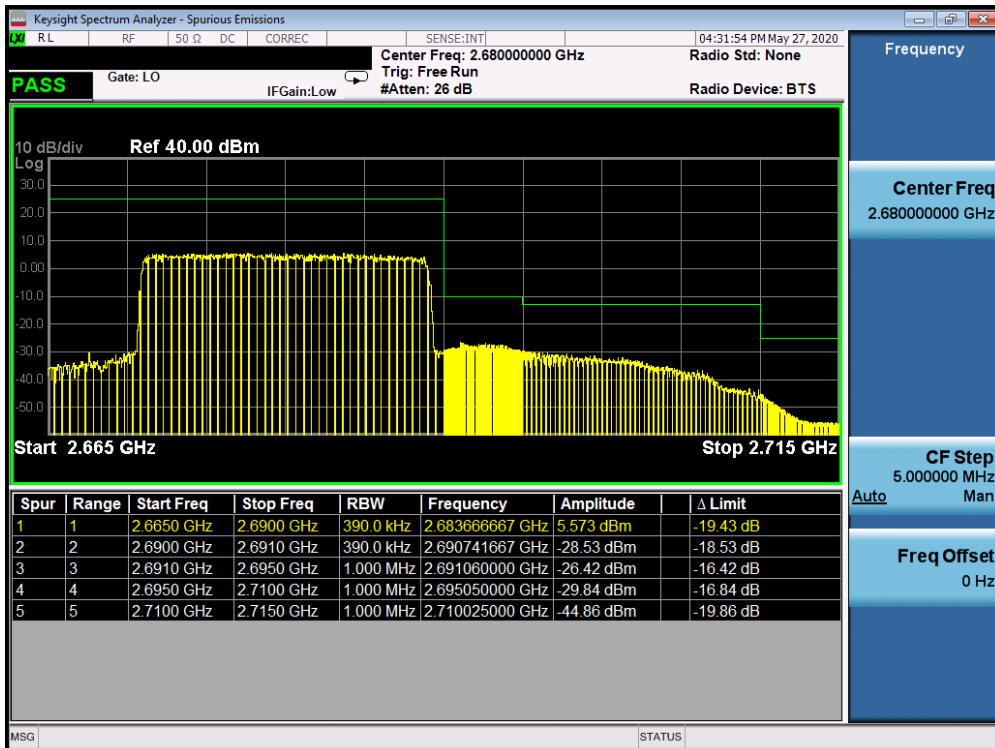 Keysight Spectrum Analyzer - Spurious Emissions
LXI RL RF 50 Ω DC CORREC SENSE:INT 04:31:54 PM May 27, 2020
Center Freq: 2.680000000 GHz Radio Std: None
PASS Gate: LO Trig: Free Run
IFGain:Low #Atten: 26 dB Radio Device: BTS
10 dB/div Ref 40.00 dBm
Log
30.0
20.0
10.0
0.00
-10.0
-20.0
-30.0
-40.0
-50.0
Start 2.665 GHz Stop 2.715 GHz
Spur Range Start Freq Stop Freq RBW Frequency Amplitude Δ Limit
1 1 2.6650 GHz 2.6900 GHz 390.0 kHz 2.683666667 GHz 5.573 dBm -19.43 dB
2 2 2.6900 GHz 2.6910 GHz 390.0 kHz 2.690741667 GHz -28.53 dBm -18.53 dB
3 3 2.6910 GHz 2.6950 GHz 1.000 MHz 2.691060000 GHz -26.42 dBm -16.42 dB
4 4 2.6950 GHz 2.7100 GHz 1.000 MHz 2.695050000 GHz -29.84 dBm -16.84 dB
5 5 2.7100 GHz 2.7150 GHz 1.000 MHz 2.710025000 GHz -44.86 dBm -19.86 dB
MSG STATUS
Frequency
Center Freq
2.680000000 GHz
CF Step
5.000000 MHz
Auto Man
Freq Offset
0 Hz